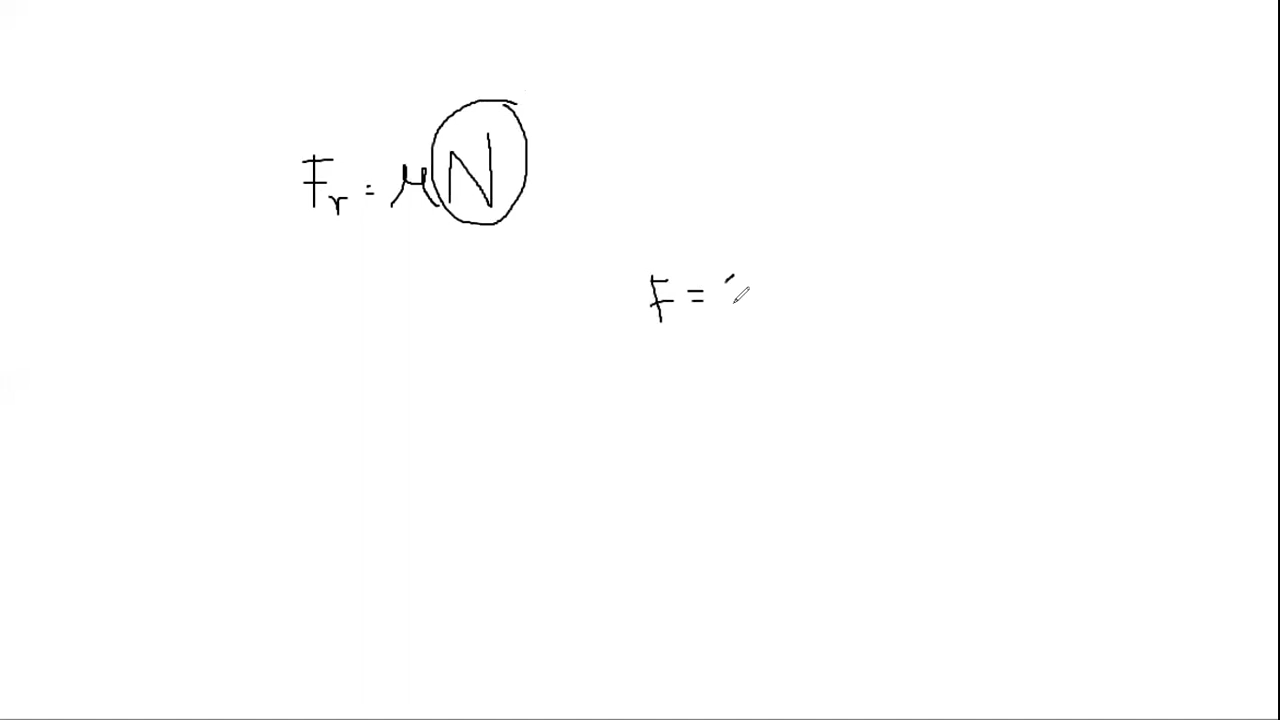 Fr = μN
F =